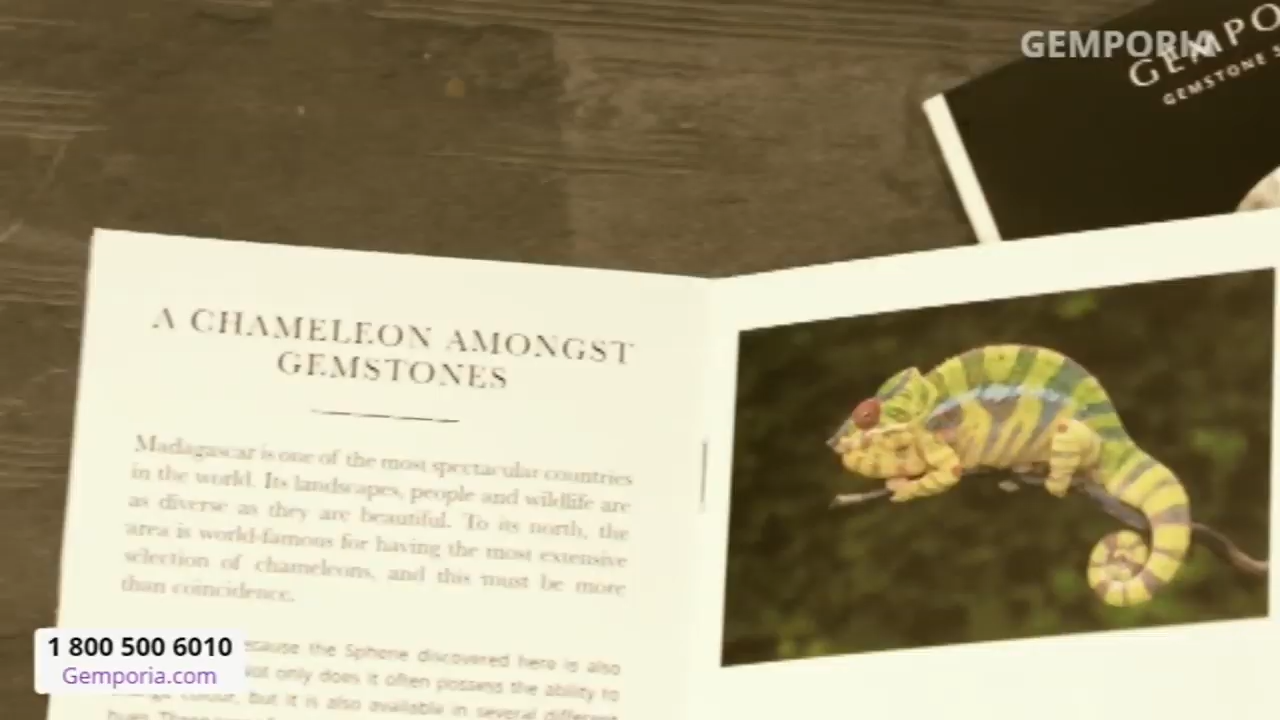 GEMPORIA
GEMPO
GEMSTONE S
A CHAMELEON AMONGST
GEMSTONES
Madagascar is one of the most spectacular countries
in the world. Its landscapes, people and wildlife are
as diverse as they are beautiful. To its north, the
area is world-famous for having the most extensive
selection of chameleons, and this must be more
than coincidence.
ecause the Sphene discovered here is also
Not only does it often possess the ability to
colour, but it is also available in several different
hues.
1 800 500 6010
Gemporia.com